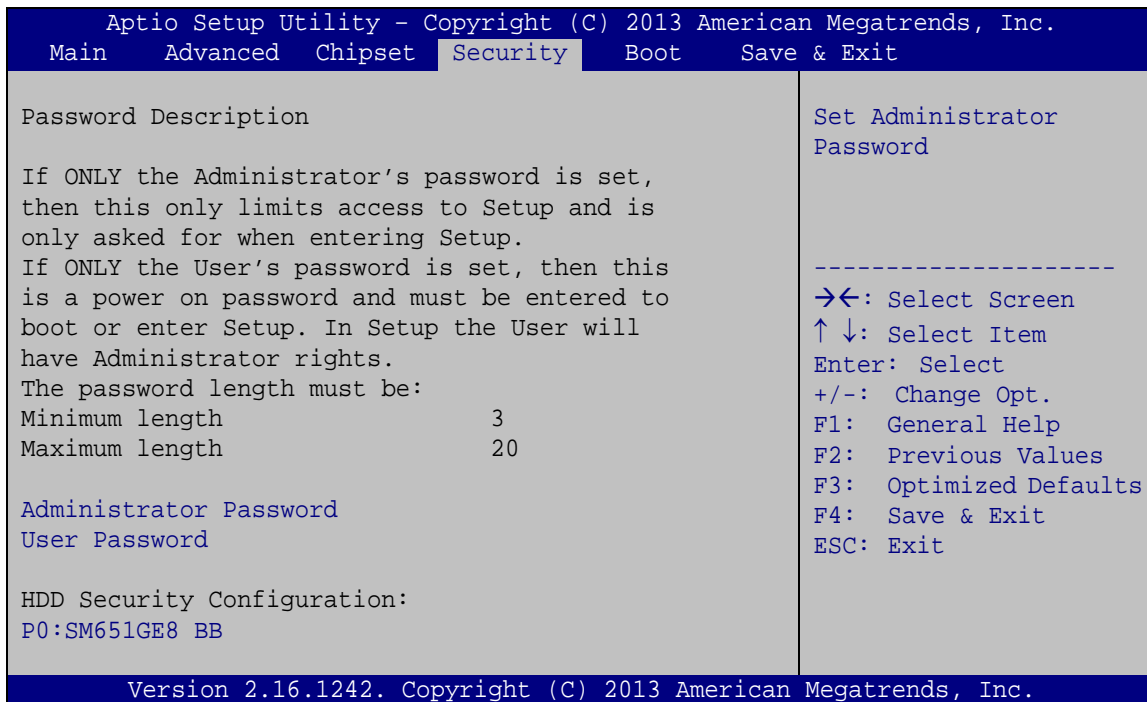 Aptio Setup Utility – Copyright (C) 2013 American Megatrends, Inc.
Main Advanced Chipset Security Boot Save & Exit
Password Description
If ONLY the Administrator’s password is set,
then this only limits access to Setup and is
only asked for when entering Setup.
If ONLY the User’s password is set, then this
is a power on password and must be entered to
boot or enter Setup. In Setup the User will
have Administrator rights.
The password length must be:
Minimum length 3
Maximum length 20
Administrator Password
User Password
HDD Security Configuration:
P0:SM651GE8 BB
Set Administrator
Password
---------------------
→←: Select Screen
↑ ↓: Select Item
Enter: Select
+/-: Change Opt.
F1: General Help
F2: Previous Values
F3: Optimized Defaults
F4: Save & Exit
ESC: Exit
Version 2.16.1242. Copyright (C) 2013 American Megatrends, Inc.